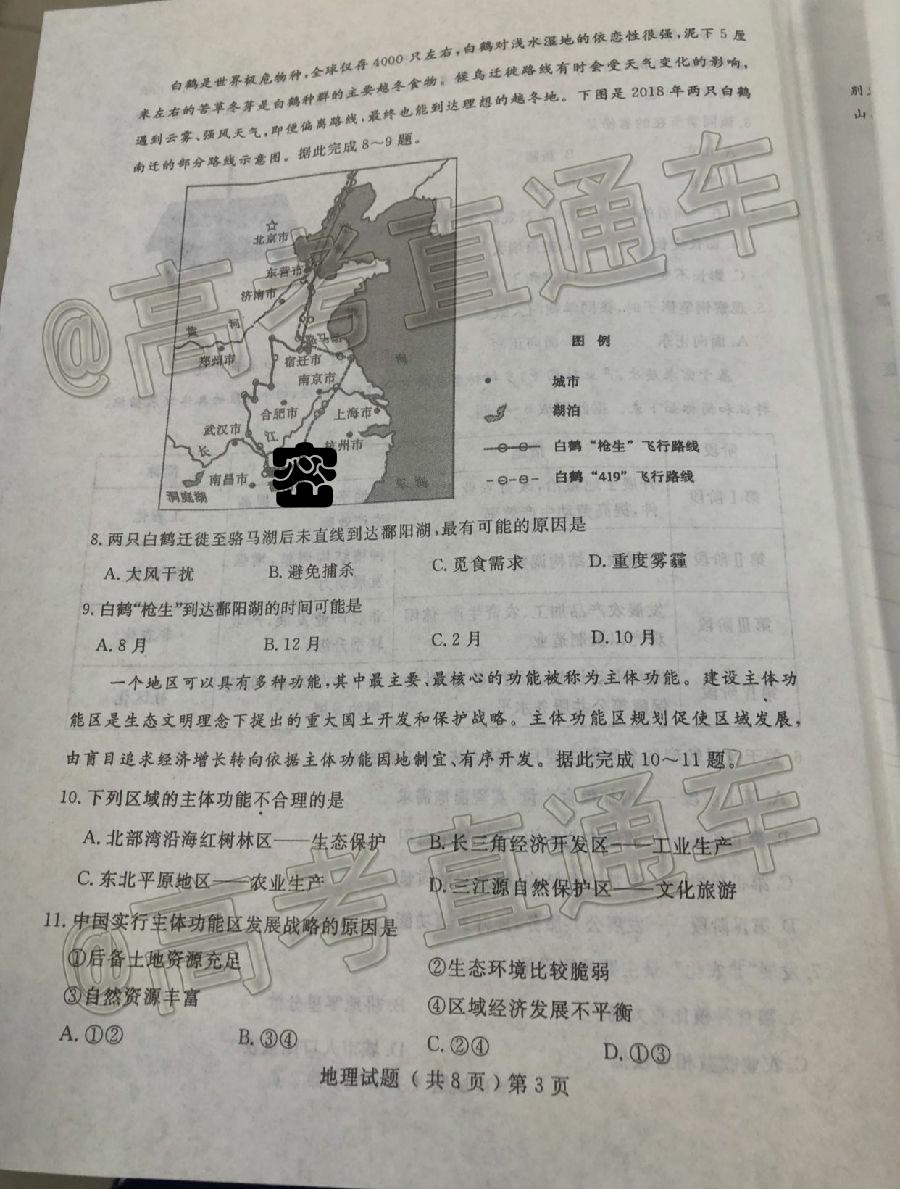 白鹤是世界极危物种,全球仅存4000只左右,白鹤对浅水湿地的依恋性很强,泥下5厘
米左右的苦草冬芽是白鹤种群的主要越冬食物。候鸟迁徙路线有时会受天气变化的影响,
遇到云雾、强风天气,即便偏离路线,最终也能到达理想的越冬地。下图是2018年两只白鹤
南迁的部分路线示意图。据此完成8~9题。
北京市
东营市
济南市
黄 河
郑州市
骆马湖
海
宿迁市
南京市
合肥市
上海市
武汉市
江
杭州市
长
密
南昌市
洞庭湖
东海
图 例
城市
湖泊
白鹤“枪生”飞行路线
白鹤“419”飞行路线
8.两只白鹤迁徙至骆马湖后未直线到达鄱阳湖,最有可能的原因是
A.大风干扰 B.避免捕杀 C.觅食需求 D.重度雾霾
9.白鹤“枪生”到达鄱阳湖的时间可能是
A.8月 B.12月 C.2月 D.10月
一个地区可以具有多种功能,其中最主要、最核心的功能被称为主体功能。建设主体功
能区是生态文明理念下提出的重大国土开发和保护战略。主体功能区规划促使区域发展,
由盲目追求经济增长转向依据主体功能因地制宜、有序开发。据此完成10~11题。
10.下列区域的主体功能不合理的是
A.北部湾沿海红树林区——生态保护 B.长三角经济开发区——工业生产
C.东北平原地区——农业生产 D.三江源自然保护区——文化旅游
11.中国实行主体功能区发展战略的原因是
①后备土地资源充足 ②生态环境比较脆弱
③自然资源丰富 ④区域经济发展不平衡
A.①② B.③④ C.②④ D.①③
地理试题(共8页)第3页
@高考直通车
@高考直通车